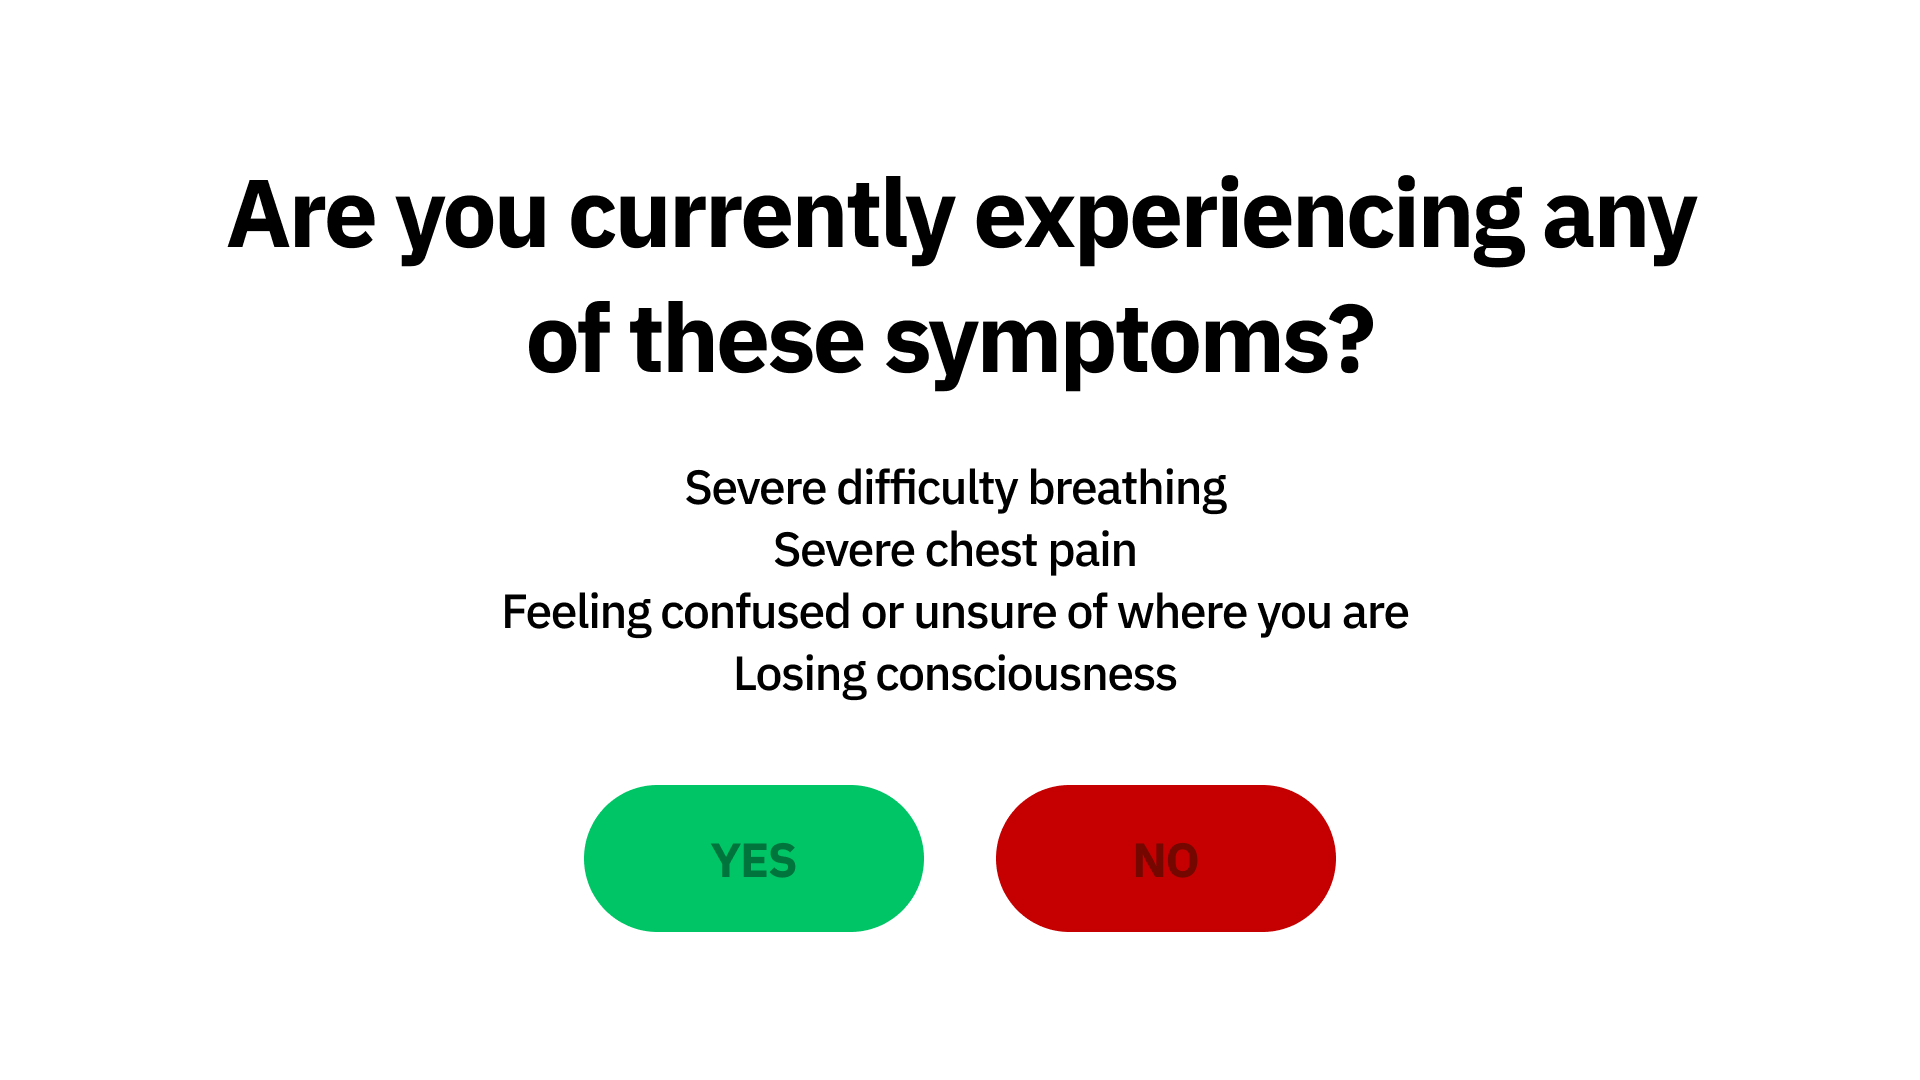 Are you currently experiencing any
of these symptoms?
Severe difficulty breathing
Severe chest pain
Feeling confused or unsure of where you are
Losing consciousness
YES
NO